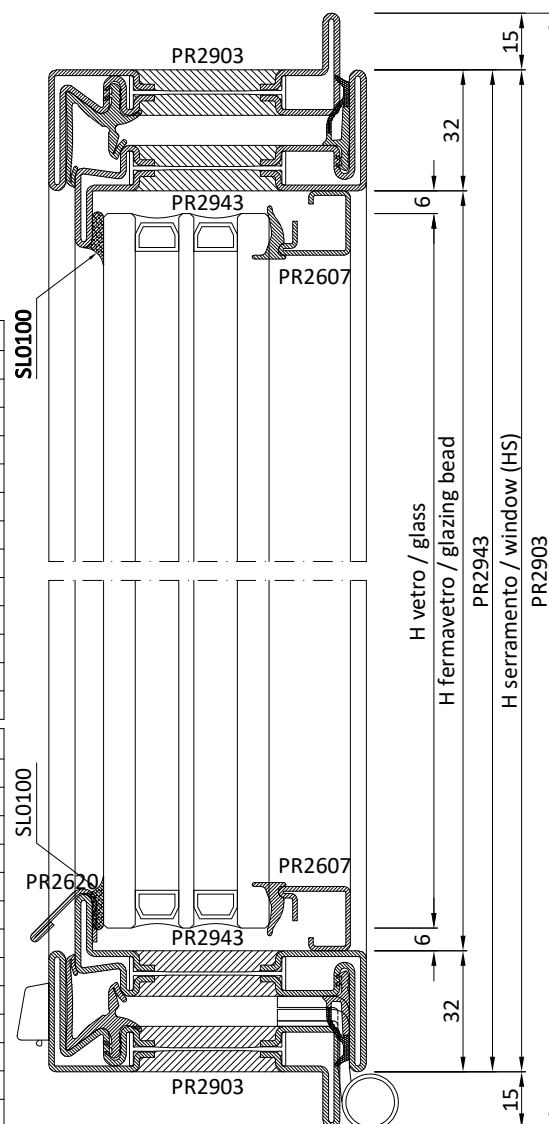 PR2903
15
32
PR2943
6
PR2607
SL0100
H vetro / glass
H fermavetro / glazing bead
PR2943
H serramento / window (HS)
PR2903
SL0100
PR2620
PR2607
PR2943
6
32
PR2903
15